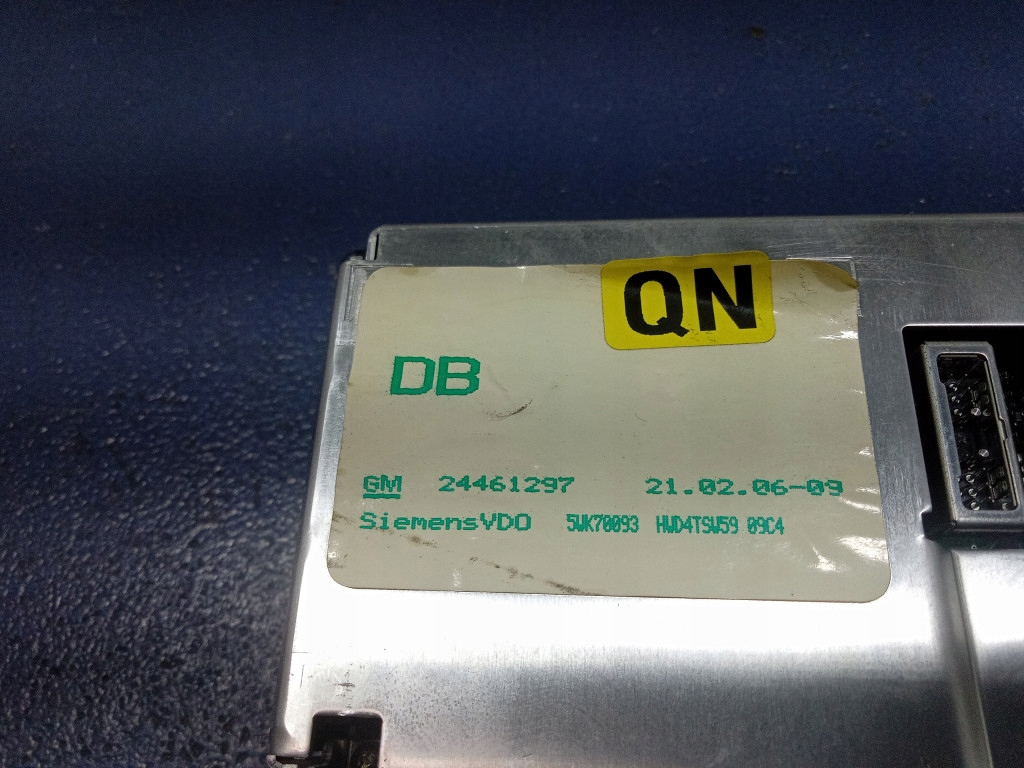 QN
DB
GM 24461297 21.02.06-09
SiemensVDO 5WK70093 HWD4TSW59 09C4